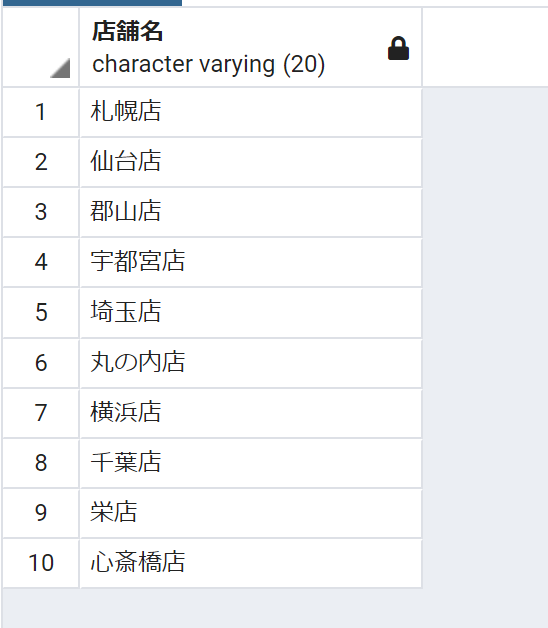 店舗名
character varying (20)
1 札幌店
2 仙台店
3 郡山店
4 宇都宮店
5 埼玉店
6 丸の内店
7 横浜店
8 千葉店
9 栄店
10 心斎橋店